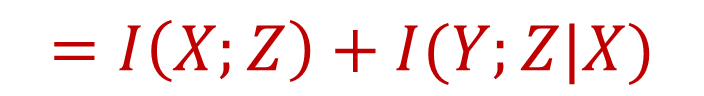 = I(X; Z) + I(Y; Z|X)